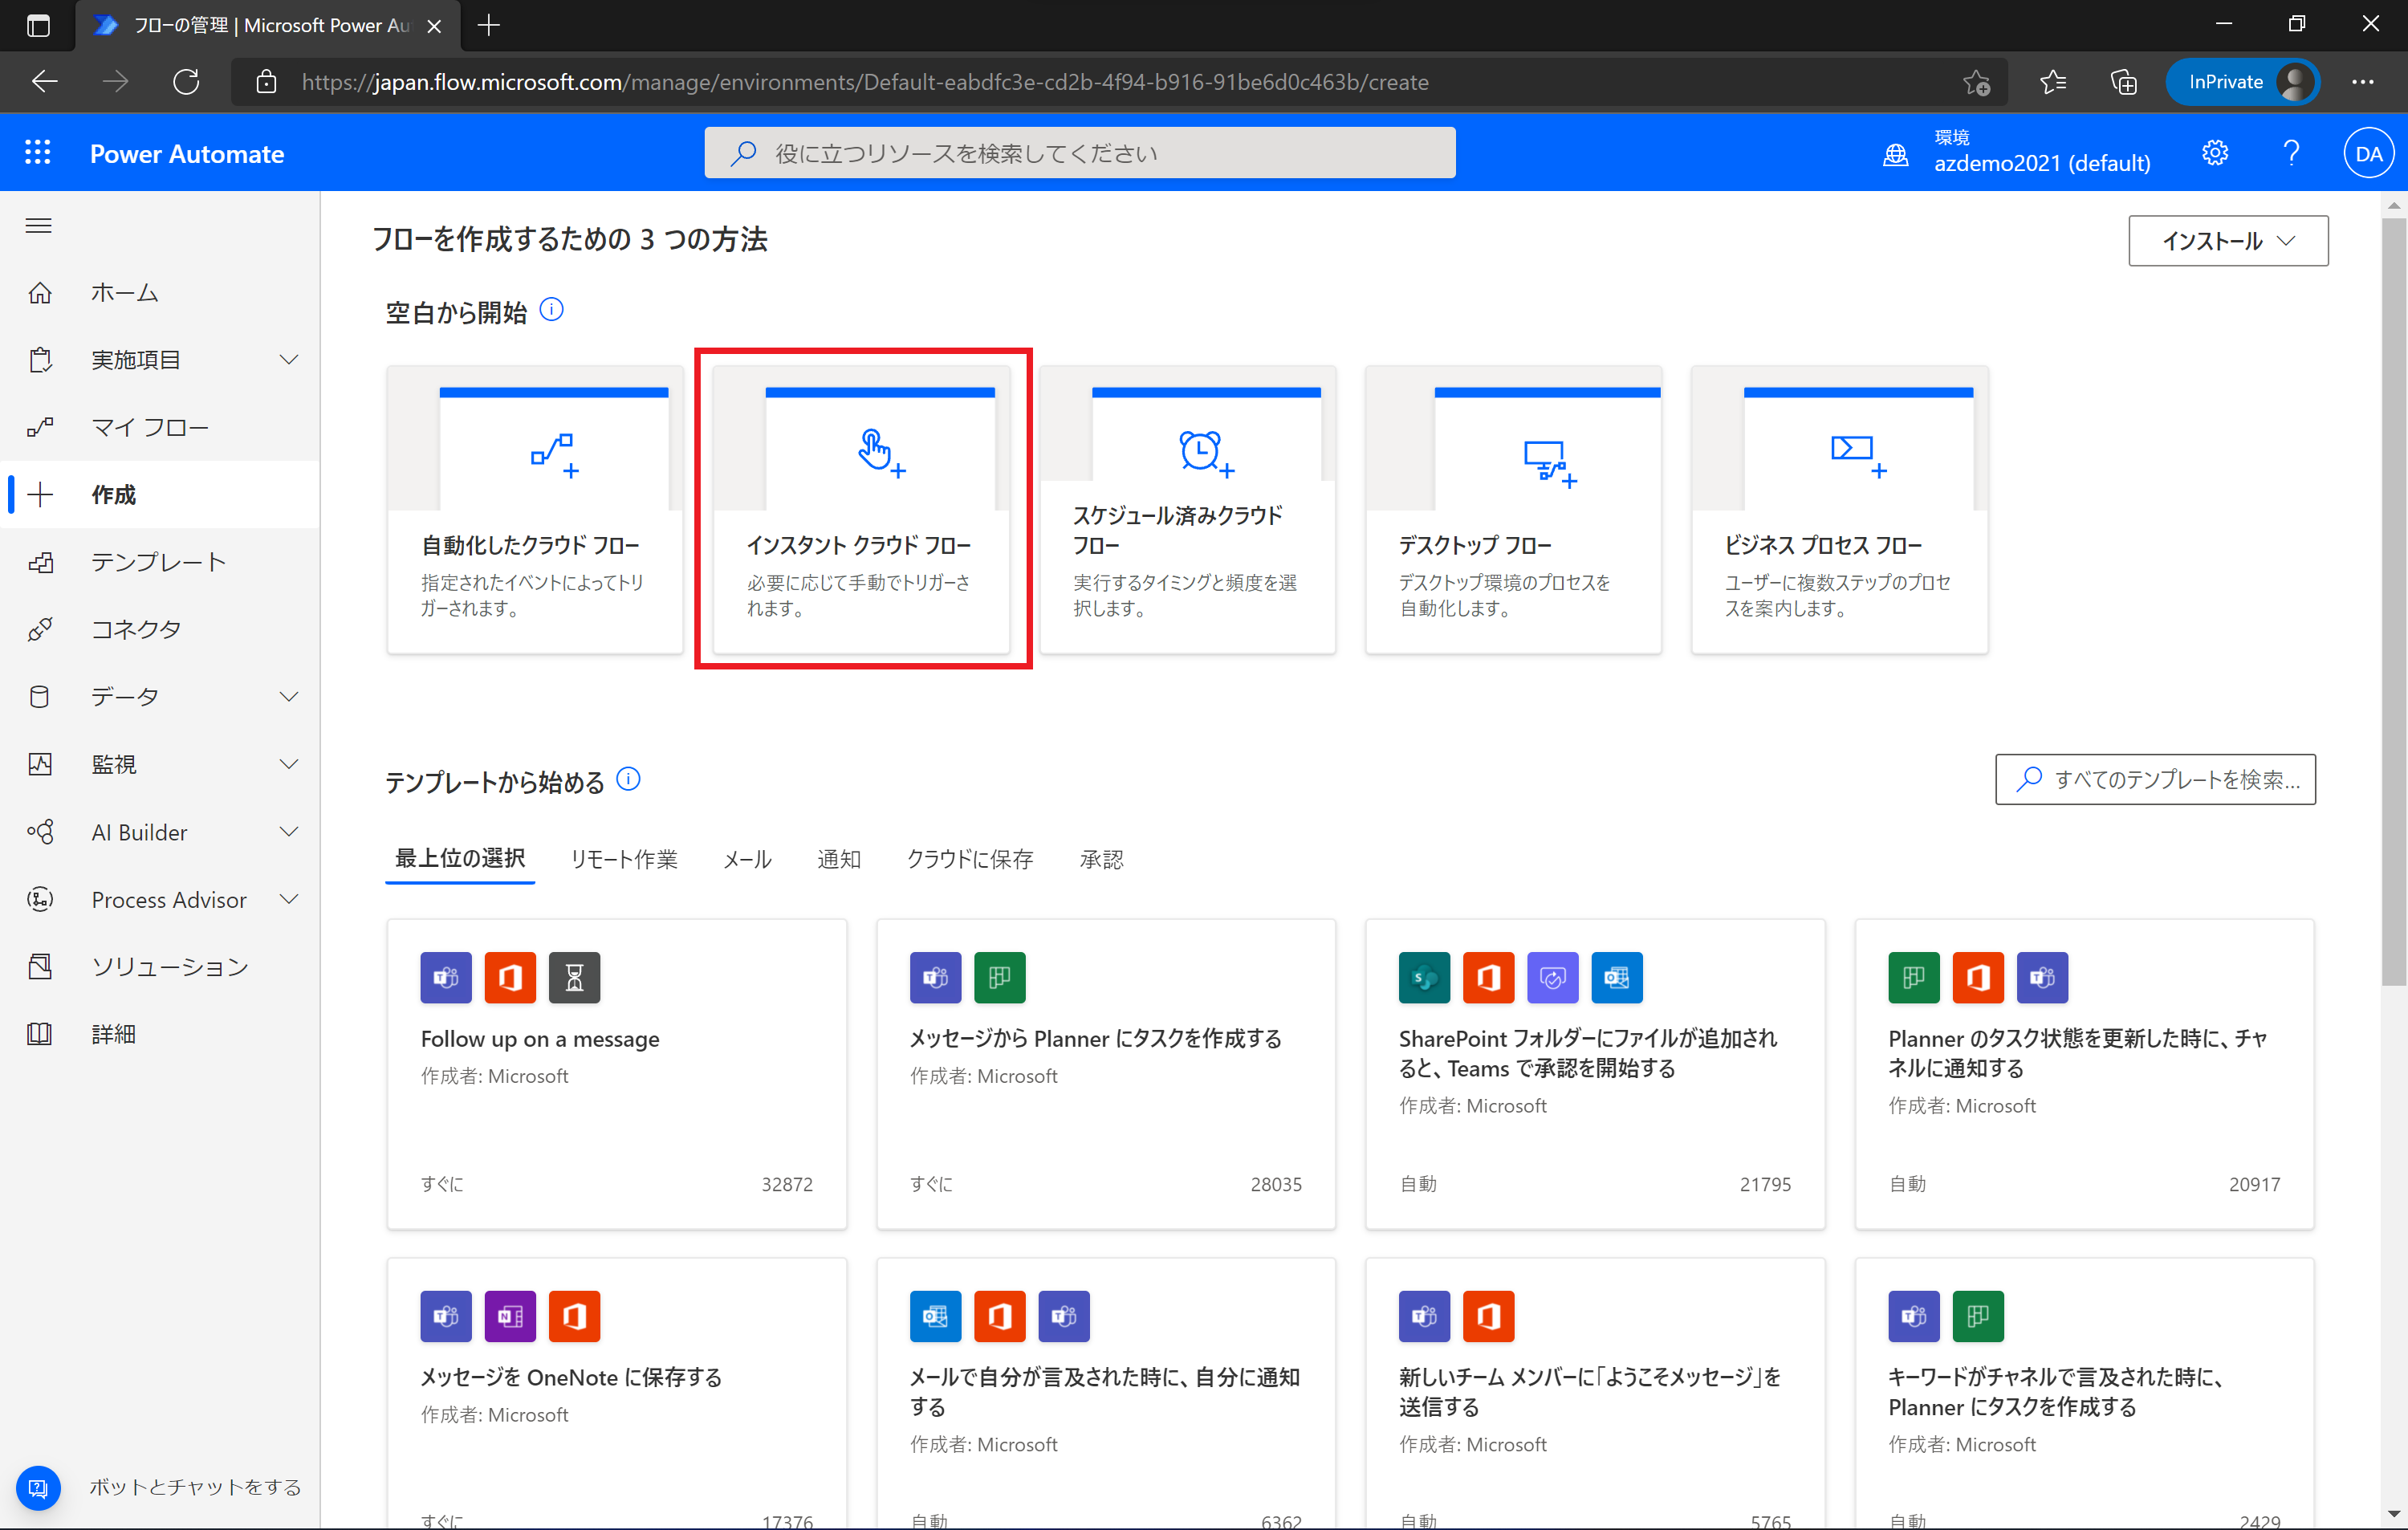 フローの管理 | Microsoft Power Au
https://japan.flow.microsoft.com/manage/environments/Default-eabdfc3e-cd2b-4f94-b916-91be6d0c463b/create
InPrivate
Power Automate
役に立つリソースを検索してください
環境
azdemo2021 (default)
DA
ホーム
実施項目
マイ フロー
作成
テンプレート
コネクタ
データ
監視
AI Builder
Process Advisor
ソリューション
詳細
ボットとチャットをする
フローを作成するための 3 つの方法
インストール
空白から開始
自動化したクラウド フロー
指定されたイベントによってトリ
ガーされます。
インスタント クラウド フロー
必要に応じて手動でトリガーさ
れます。
スケジュール済みクラウド
フロー
実行するタイミングと頻度を選
択します。
デスクトップ フロー
デスクトップ環境のプロセスを
自動化します。
ビジネス プロセス フロー
ユーザーに複数ステップのプロセ
スを案内します。
テンプレートから始める
すべてのテンプレートを検索...
最上位の選択
リモート作業
メール
通知
クラウドに保存
承認
Follow up on a message
作成者: Microsoft
すぐに
32872
メッセージから Planner にタスクを作成する
作成者: Microsoft
すぐに
28035
SharePoint フォルダーにファイルが追加され
ると、Teams で承認を開始する
作成者: Microsoft
自動
21795
Planner のタスク状態を更新した時に、チャ
ネルに通知する
作成者: Microsoft
自動
20917
メッセージを OneNote に保存する
作成者: Microsoft
すぐに
17376
メールで自分が言及された時に、自分に通知
する
作成者: Microsoft
自動
6362
新しいチーム メンバーに「ようこそメッセージ」を
送信する
作成者: Microsoft
自動
5765
キーワードがチャネルで言及された時に、
Planner にタスクを作成する
作成者: Microsoft
自動
2429